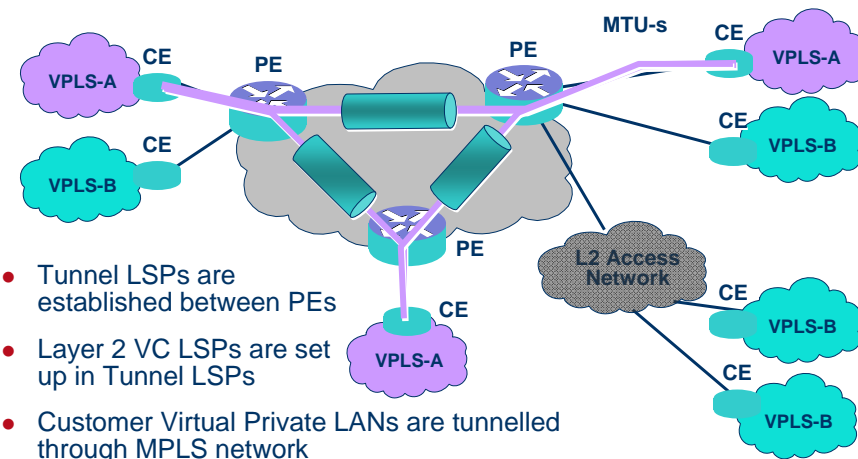 MTU-s
CE
PE
PE
CE
VPLS-A
VPLS-A
CE
CE
VPLS-B
VPLS-B
PE
L2 Access
Network
CE
CE
VPLS-A
VPLS-B
CE
VPLS-B
• Tunnel LSPs are
established between PEs
• Layer 2 VC LSPs are set
up in Tunnel LSPs
• Customer Virtual Private LANs are tunnelled
through MPLS network